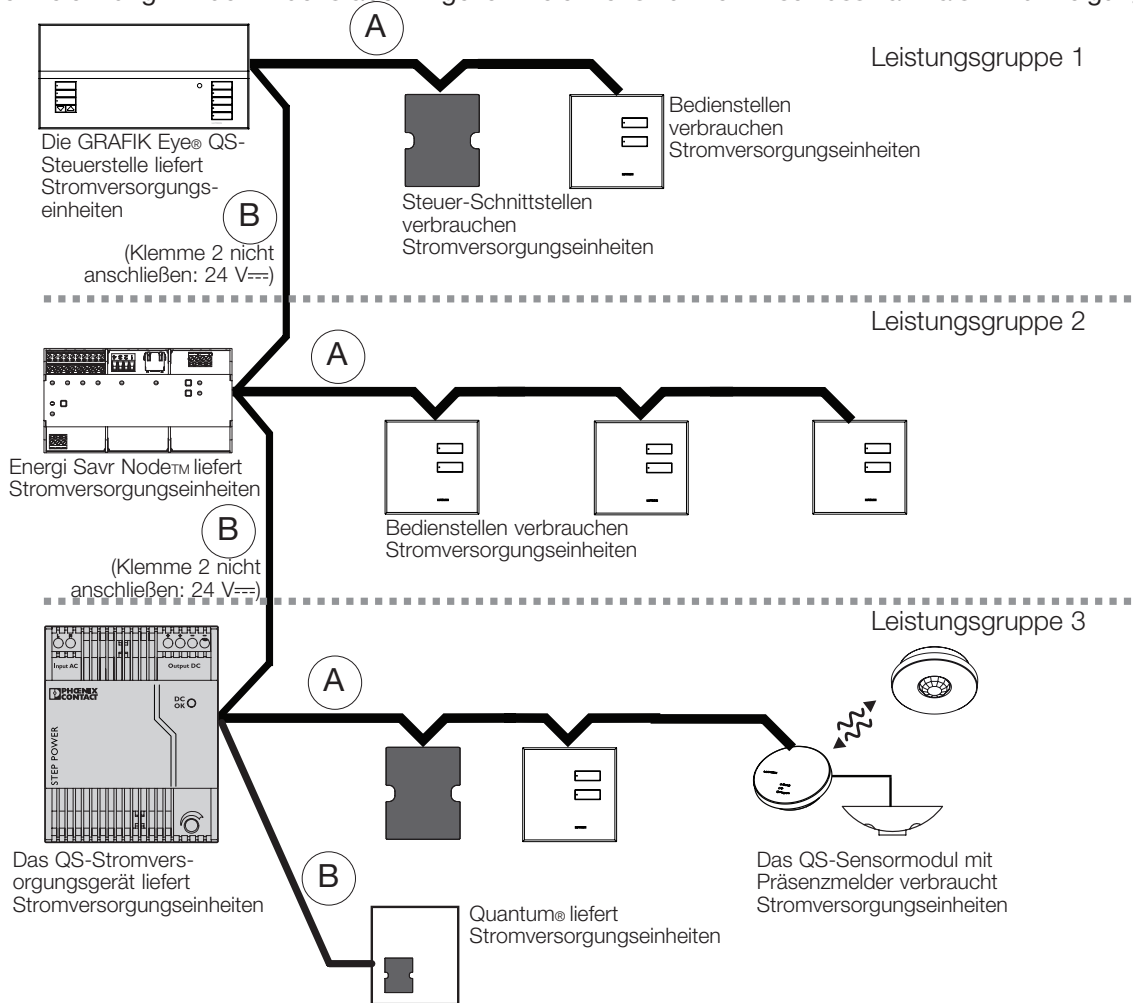 A
Leistungsgruppe 1
Die GRAFIK Eye® QS-
Steuerstelle liefert
Stromversorgungs-
einheiten
Bedienstellen
verbrauchen
Stromversorgungseinheiten
Steuer-Schnittstellen
verbrauchen
Stromversorgungseinheiten
B
(Klemme 2 nicht
anschließen: 24 V⎓)
Leistungsgruppe 2
A
Energi Savr Node™ liefert
Stromversorgungseinheiten
Bedienstellen verbrauchen
Stromversorgungseinheiten
B
(Klemme 2 nicht
anschließen: 24 V⎓)
Leistungsgruppe 3
Input AC
Output DC
PHŒNIX
CONTACT
DC
OK
STEP POWER
A
Das QS-Stromvers-
orgungsgerät liefert
Stromversorgungseinheiten
B
Quantum® liefert
Stromversorgungseinheiten
Das QS-Sensormodul mit
Präsenzmelder verbraucht
Stromversorgungseinheiten